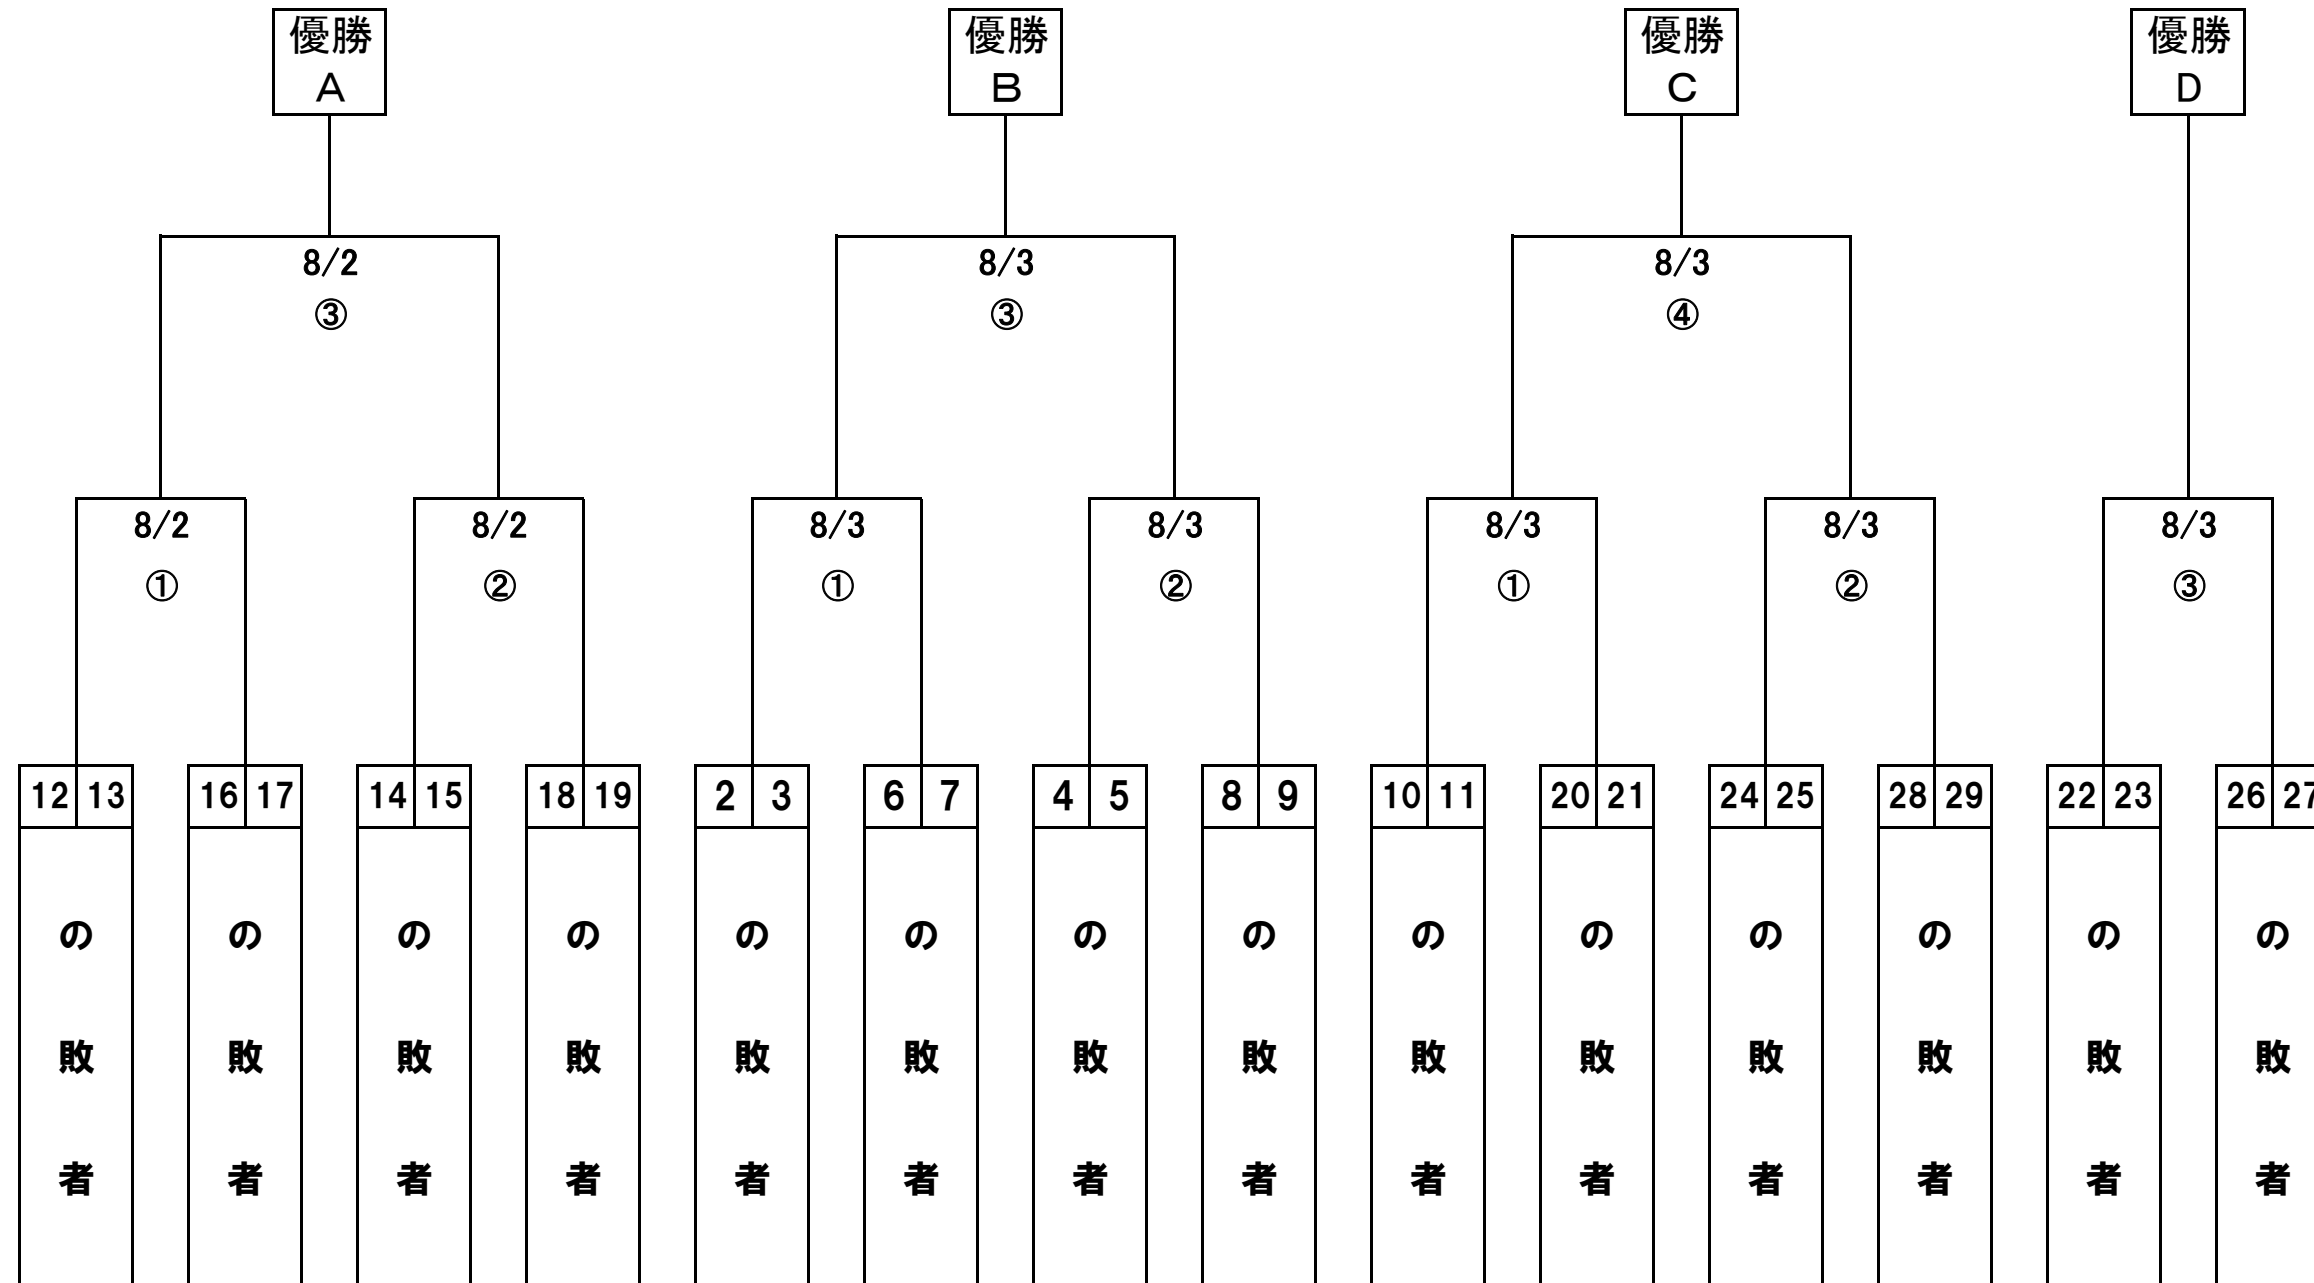 優勝 優勝 優勝 優勝
A B C D
8/2 8/3 8/3
③ ③ ④
8/2 8/2 8/3 8/3 8/3 8/3 8/3
① ② ① ② ① ② ③
12 13 16 17 14 15 18 19 2 3 6 7 4 5 8 9 10 11 20 21 24 25 28 29 22 23 26 27
の敗者
の敗者
の敗者
の敗者
の敗者
の敗者
の敗者
の敗者
の敗者
の敗者
の敗者
の敗者
の敗者
の敗者